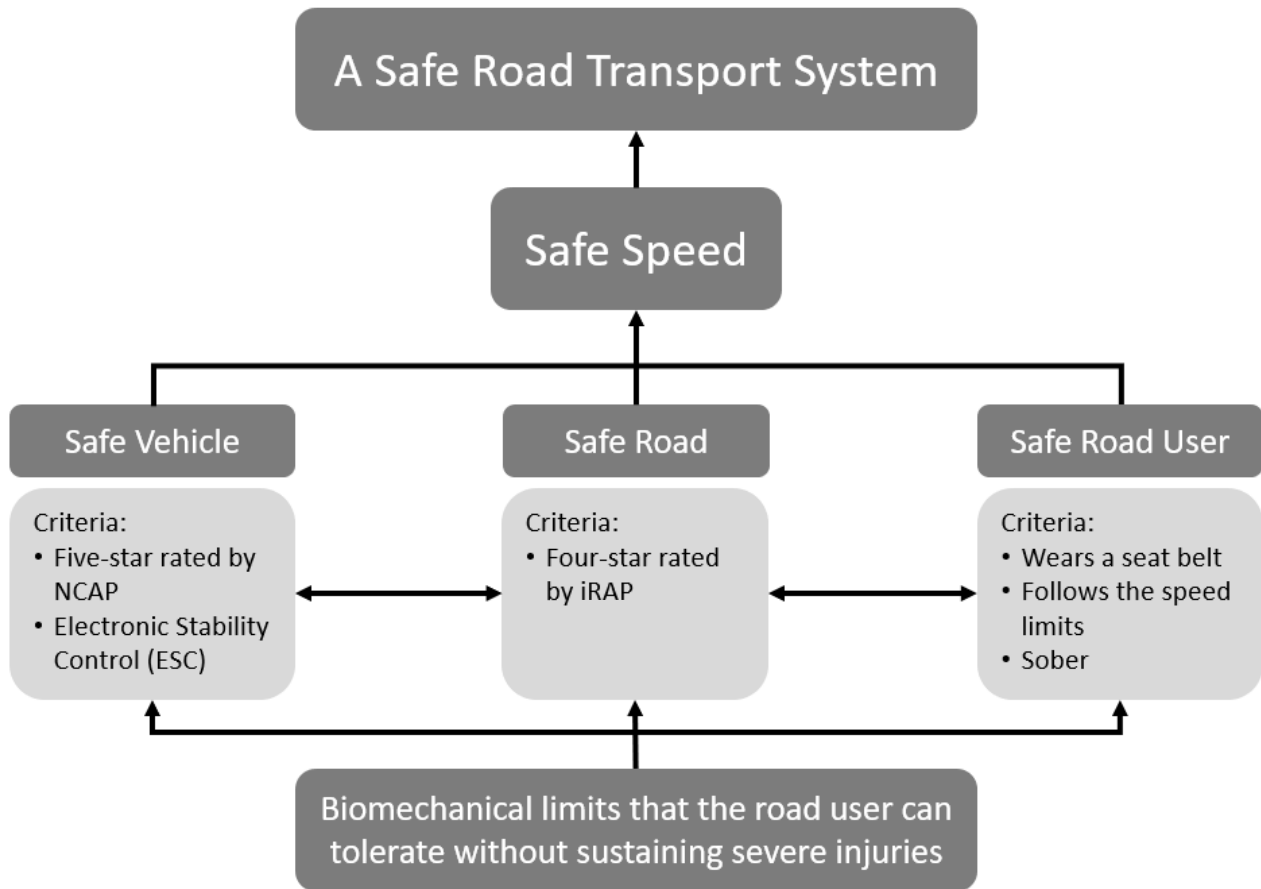 A Safe Road Transport System
Safe Speed
Safe Vehicle
Criteria:
• Five-star rated by
NCAP
• Electronic Stability
Control (ESC)
Safe Road
Criteria:
• Four-star rated
by iRAP
Safe Road User
Criteria:
• Wears a seat belt
• Follows the speed
limits
• Sober
Biomechanical limits that the road user can
tolerate without sustaining severe injuries